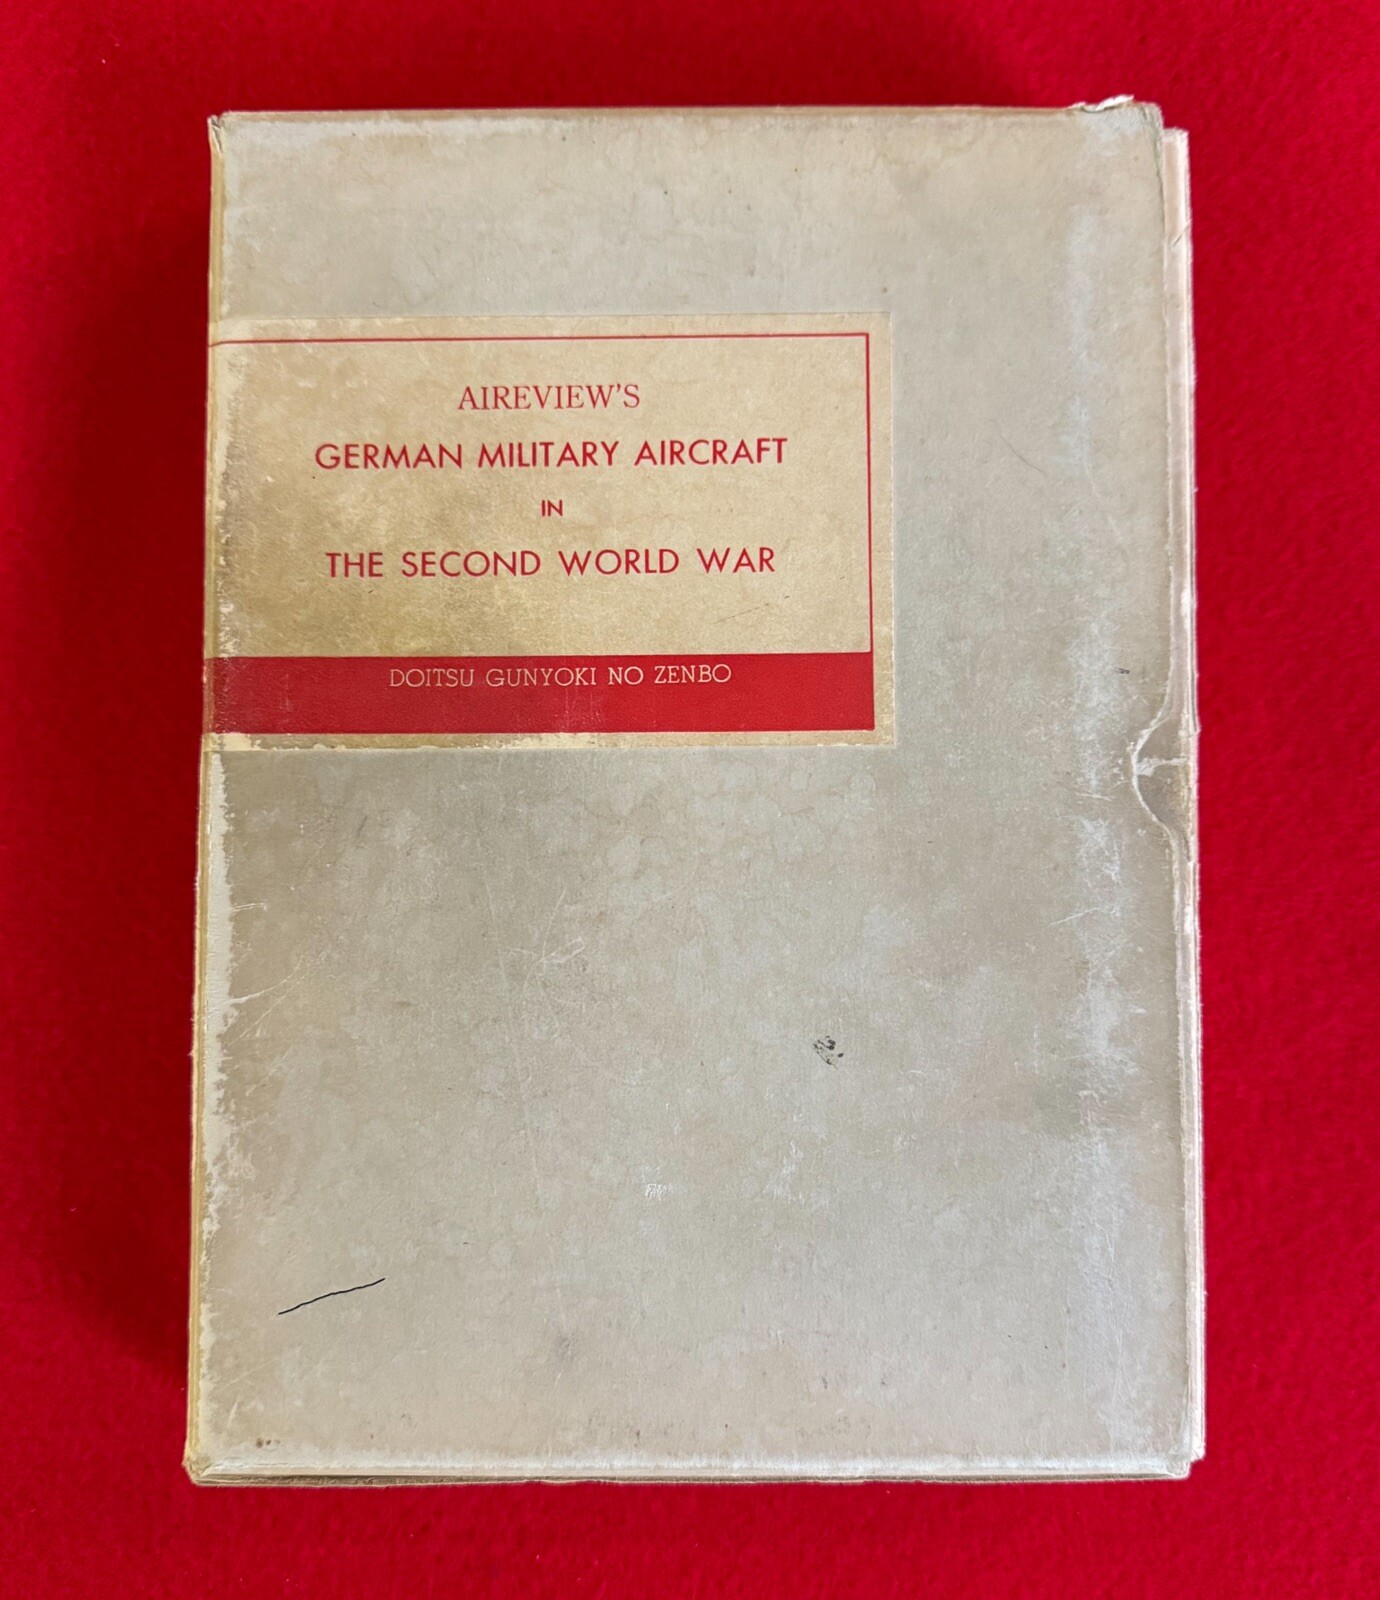 AIREVIEW'S
GERMAN MILITARY AIRCRAFT
IN
THE SECOND WORLD WAR
DOITSU GUNYOKI NO ZENBO